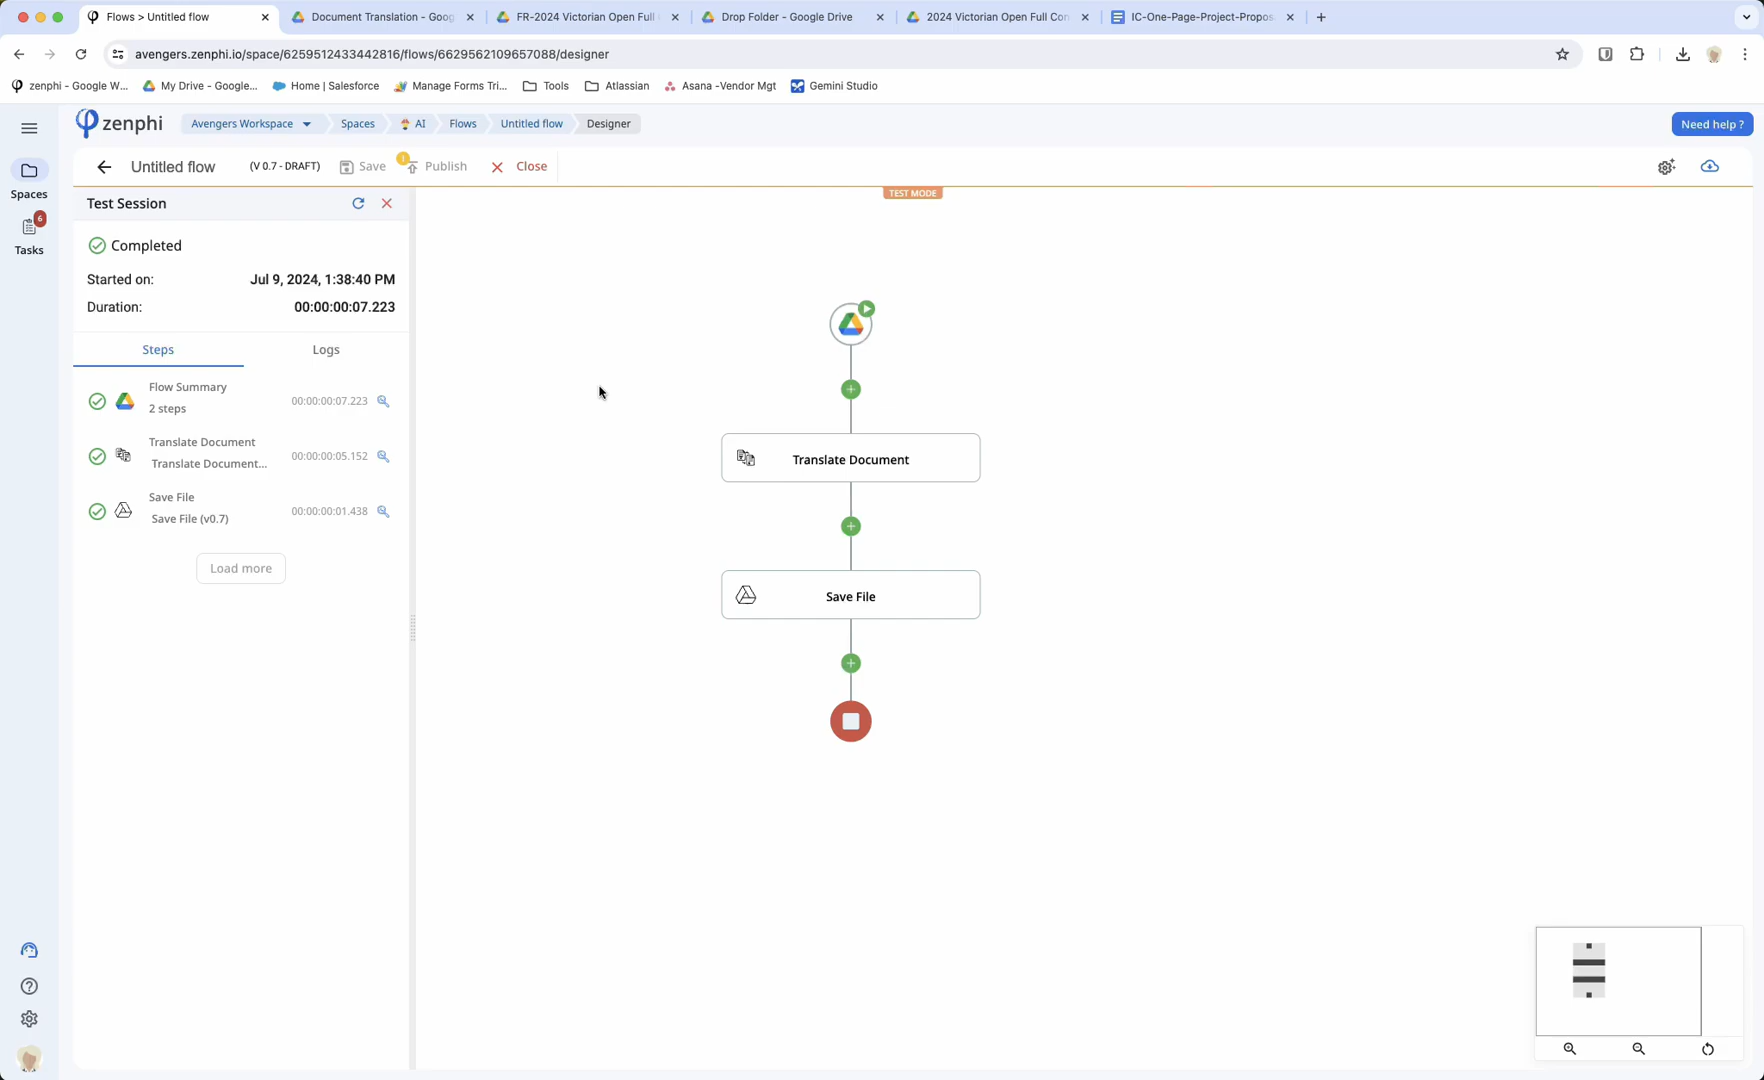 Flows > Untitled flow
Document Translation - Goog
FR-2024 Victorian Open Full
Drop Folder - Google Drive
2024 Victorian Open Full Con
IC-One-Page-Project-Propos
avengers.zenphi.io/space/6259512433442816/flows/6629562109657088/designer
zenphi - Google W...
My Drive - Google...
Home | Salesforce
Manage Forms Tri...
Tools
Atlassian
Asana -Vendor Mgt
Gemini Studio
zenphi
Avengers Workspace
Spaces
AI
Flows
Untitled flow
Designer
Need help ?
Untitled flow
(V 0.7 - DRAFT)
Save
!
Publish
Close
Spaces
6
Tasks
TEST MODE
Test Session
Completed
Started on:
Jul 9, 2024, 1:38:40 PM
Duration:
00:00:00:07.223
Steps
Logs
Flow Summary
2 steps
00:00:00:07.223
Translate Document
Translate Document...
00:00:00:05.152
Save File
Save File (v0.7)
00:00:00:01.438
Load more
Translate Document
Save File